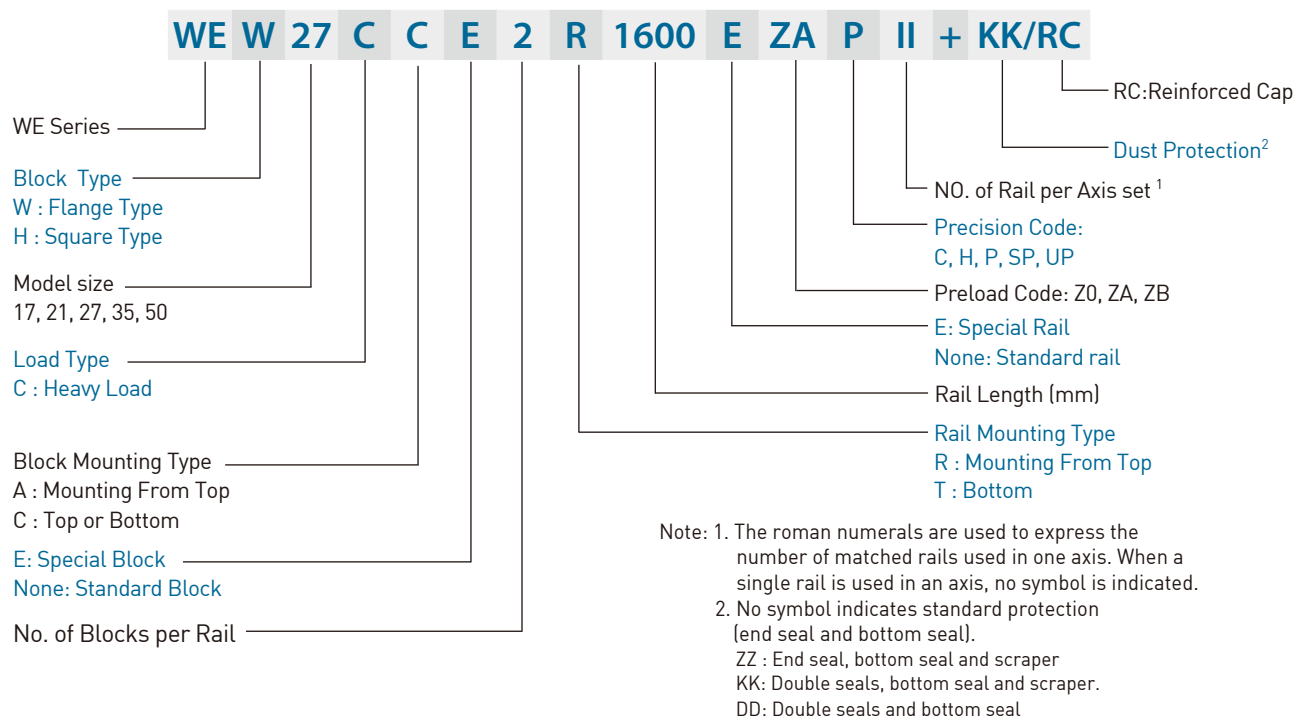 WE W 27 C C E 2 R 1600 E ZA P II + KK/RC
WE Series
Block Type
W : Flange Type
H : Square Type
Model size
17, 21, 27, 35, 50
Load Type
C : Heavy Load
Block Mounting Type
A : Mounting From Top
C : Top or Bottom
E: Special Block
None: Standard Block
No. of Blocks per Rail
RC:Reinforced Cap
Dust Protection2
NO. of Rail per Axis set 1
Precision Code:
C, H, P, SP, UP
Preload Code: Z0, ZA, ZB
E: Special Rail
None: Standard rail
Rail Length (mm)
Rail Mounting Type
R : Mounting From Top
T : Bottom
Note: 1. The roman numerals are used to express the
number of matched rails used in one axis. When a
single rail is used in an axis, no symbol is indicated.
2. No symbol indicates standard protection
(end seal and bottom seal).
ZZ : End seal, bottom seal and scraper
KK: Double seals, bottom seal and scraper.
DD: Double seals and bottom seal